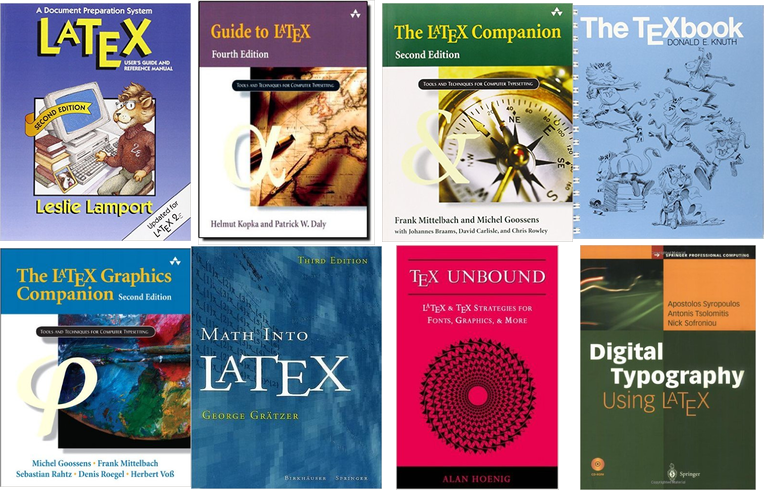 A Document Preparation System
LATEX
USER'S GUIDE AND
REFERENCE MANUAL
SECOND EDITION
Leslie Lamport
Updated for
LATEX 2ε
Guide to LATEX
Fourth Edition
TOOLS AND TECHNIQUES FOR COMPUTER TYPESETTING
α
Helmut Kopka and Patrick W. Daly
The LATEX Companion
Second Edition
TOOLS AND TECHNIQUES FOR COMPUTER TYPESETTING
&
Frank Mittelbach and Michel Goossens
with Johannes Braams, David Carlisle, and Chris Rowley
The TEXbook
DONALD E. KNUTH
The LATEX Graphics
Companion Second Edition
TOOLS AND TECHNIQUES FOR COMPUTER TYPESETTING
φ
Michel Goossens · Frank Mittelbach
Sebastian Rahtz · Denis Roegel · Herbert Voß
THIRD EDITION
MATH INTO
LATEX
GEORGE GRÄTZER
BIRKHÄUSER SPRINGER
TEX UNBOUND
LATEX & TEX STRATEGIES FOR
FONTS, GRAPHICS, & MORE
ALAN HOENIG
SPRINGER PROFESSIONAL COMPUTING
Apostolos Syropoulos
Antonis Tsolomitis
Nick Sofroniou
Digital
Typography
Using LATEX
Springer